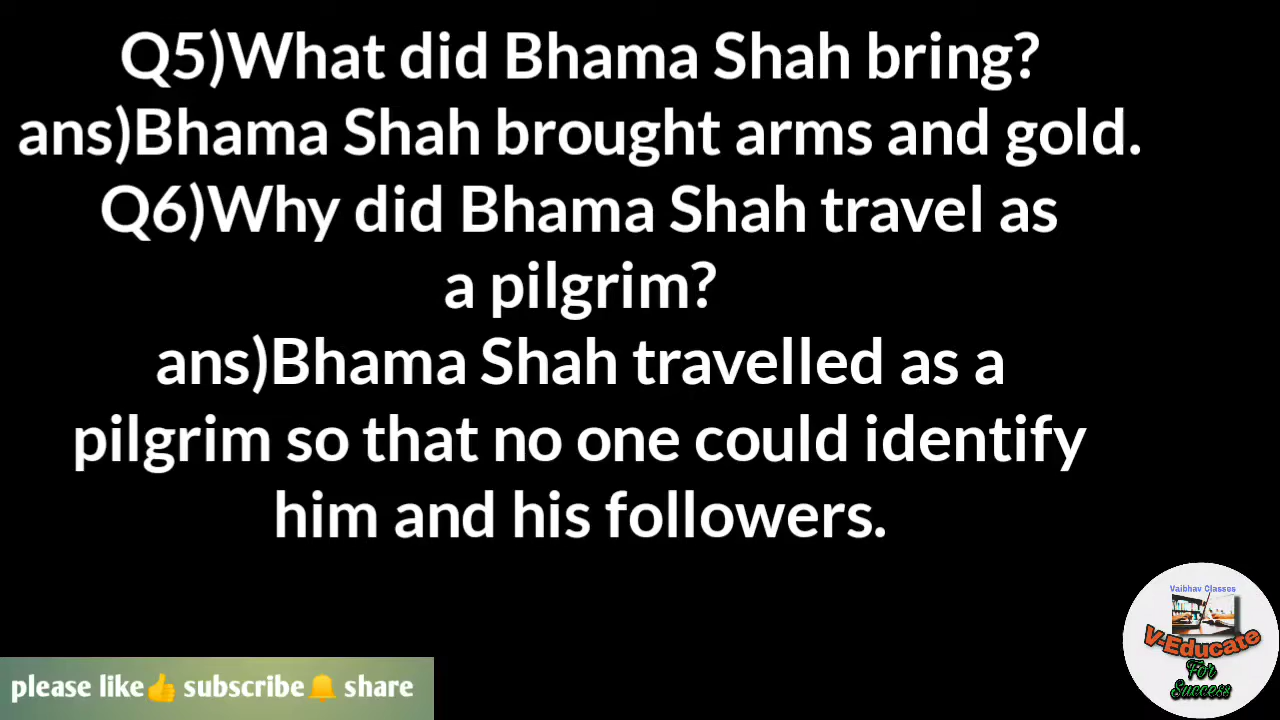 Q5)What did Bhama Shah bring?
ans)Bhama Shah brought arms and gold.
Q6)Why did Bhama Shah travel as
a pilgrim?
ans)Bhama Shah travelled as a
pilgrim so that no one could identify
him and his followers.
Vaibhav Classes
V-Educate
For
Success
please like👍 subscribe🔔 share